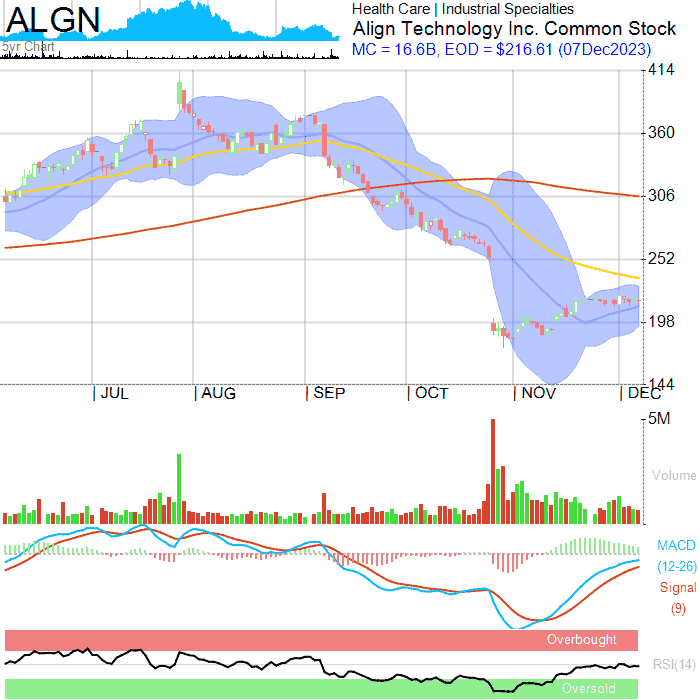 ALGN
5yr Chart
Health Care | Industrial Specialties
Align Technology Inc. Common Stock
MC = 16.6B, EOD = $216.61 (07Dec2023)
414
360
306
252
198
144
JUL AUG SEP OCT NOV DEC
5M
Volume
MACD
(12-26)
Signal
(9)
Overbought
RSI(14)
Oversold